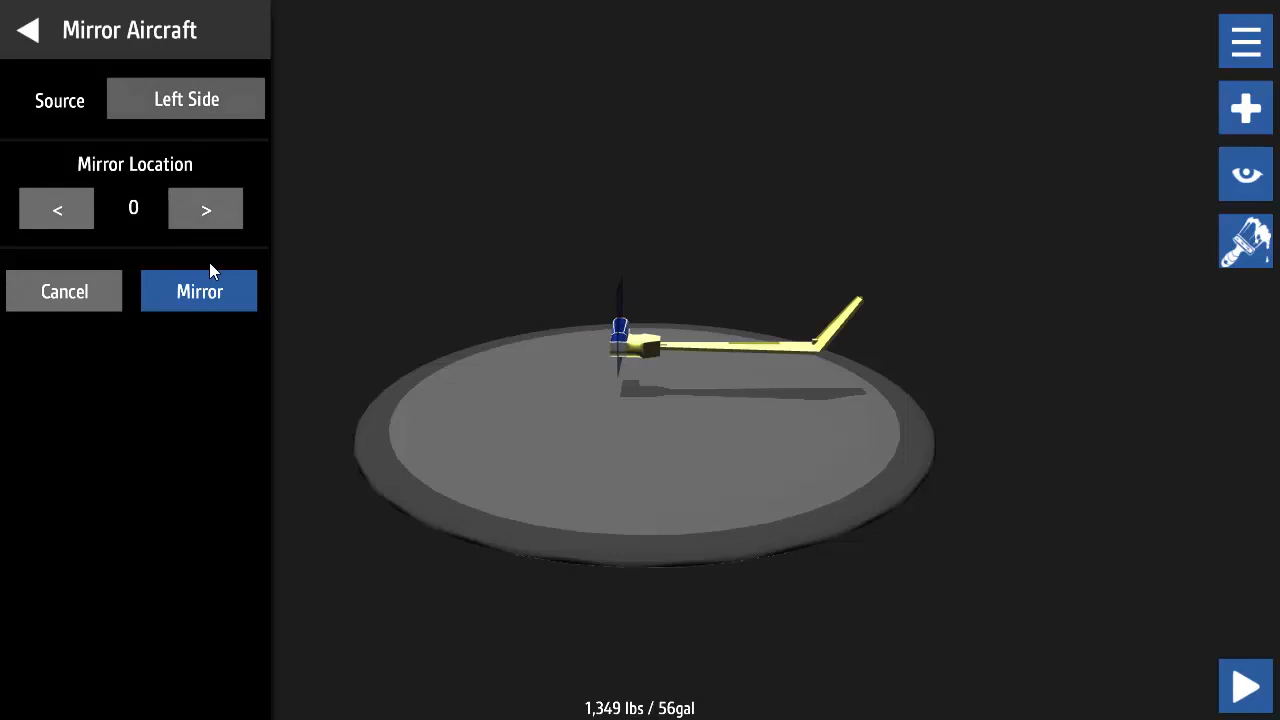 Mirror Aircraft
Source
Left Side
Mirror Location
<
0
>
Cancel
Mirror
1,349 lbs / 56gal